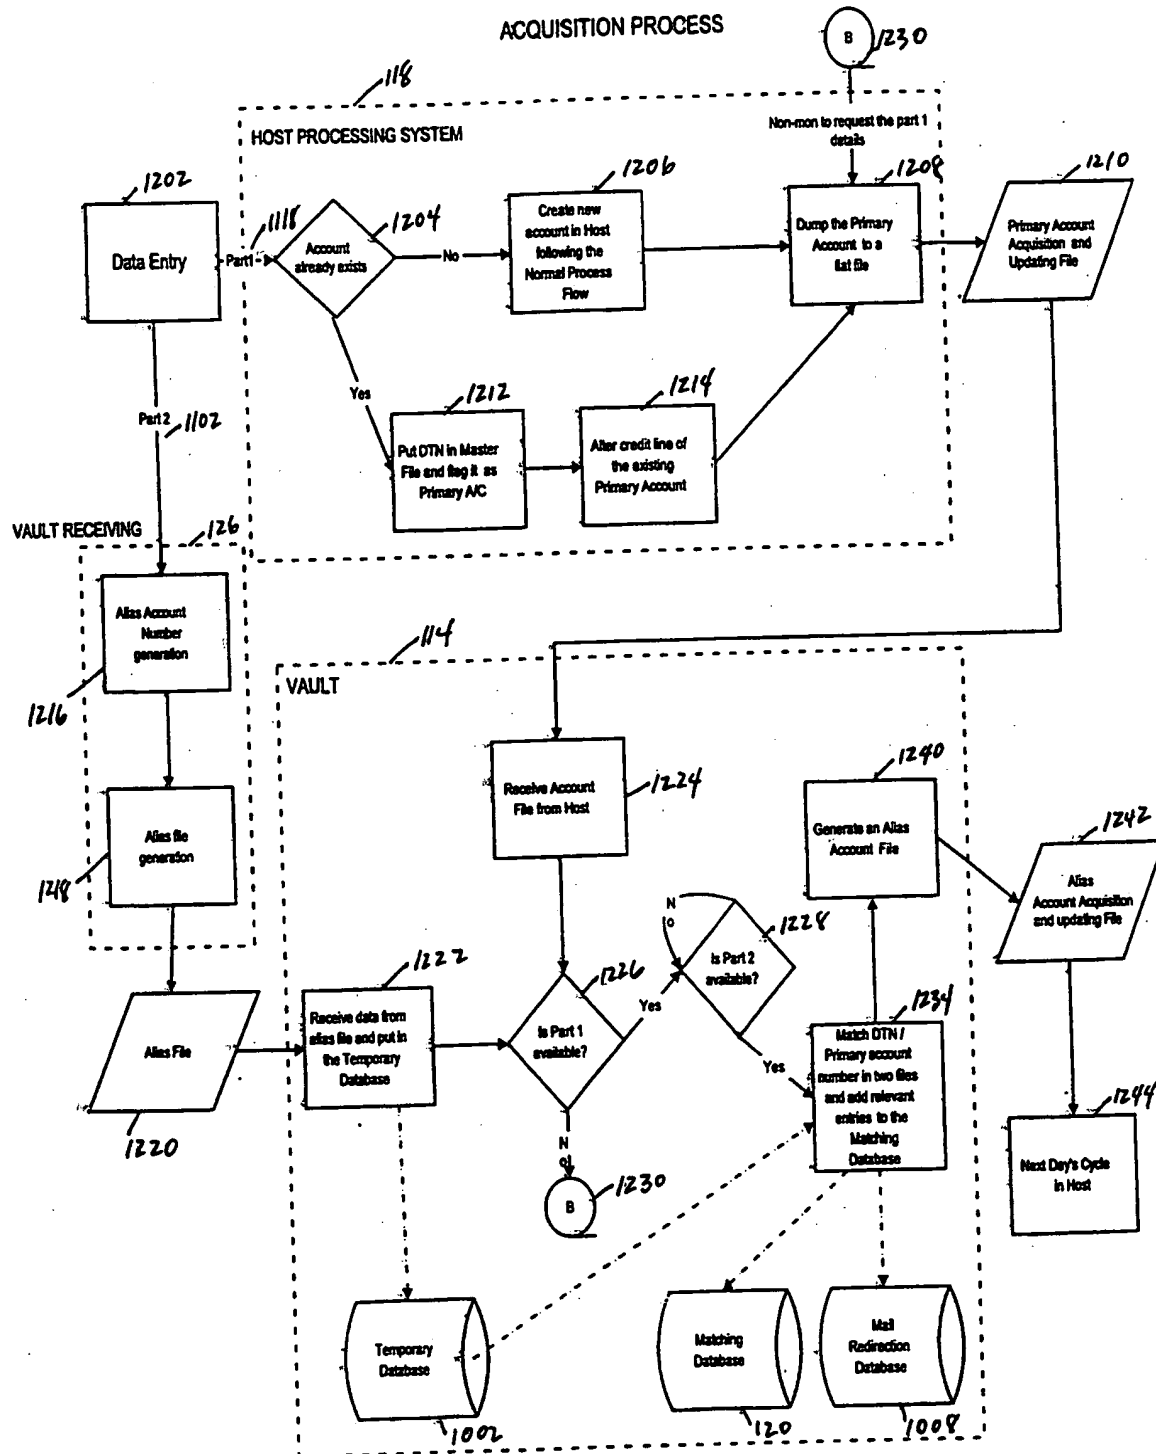 ACQUISITION PROCESS
B
1230
118
HOST PROCESSING SYSTEM
Non-mon to request the part 1
details
1202
Data Entry
1118
Part1
1204
Account
already exists
No
1206
Create new
account in Host
following the
Normal Process
Flow
1208
Dump the Primary
Account to a
flat file
1210
Primary Account
Acquisition and
Updating File
Yes
1212
Put DTN in Master
File and flag it as
Primary A/C
1214
Alter credit line of
the existing
Primary Account
Part 2
1102
VAULT RECEIVING
126
Alias Account
Number
generation
1216
Alias file
generation
1218
Alias File
1220
114
VAULT
1224
Receive Account
File from Host
1222
Receive data from
alias file and put in
the Temporary
Database
1226
Is Part 1
available?
Yes
N
o
1228
Is Part 2
available?
Yes
N
o
1230
B
1240
Generate an Alias
Account File
1242
Alias
Account Acquisition
and updating File
1234
Match DTN /
Primary account
number in two files
and add relevant
entries to the
Matching
Database
1244
Next Day's Cycle
in Host
Temporary
Database
1002
Matching
Database
120
Mail
Redirection
Database
1008